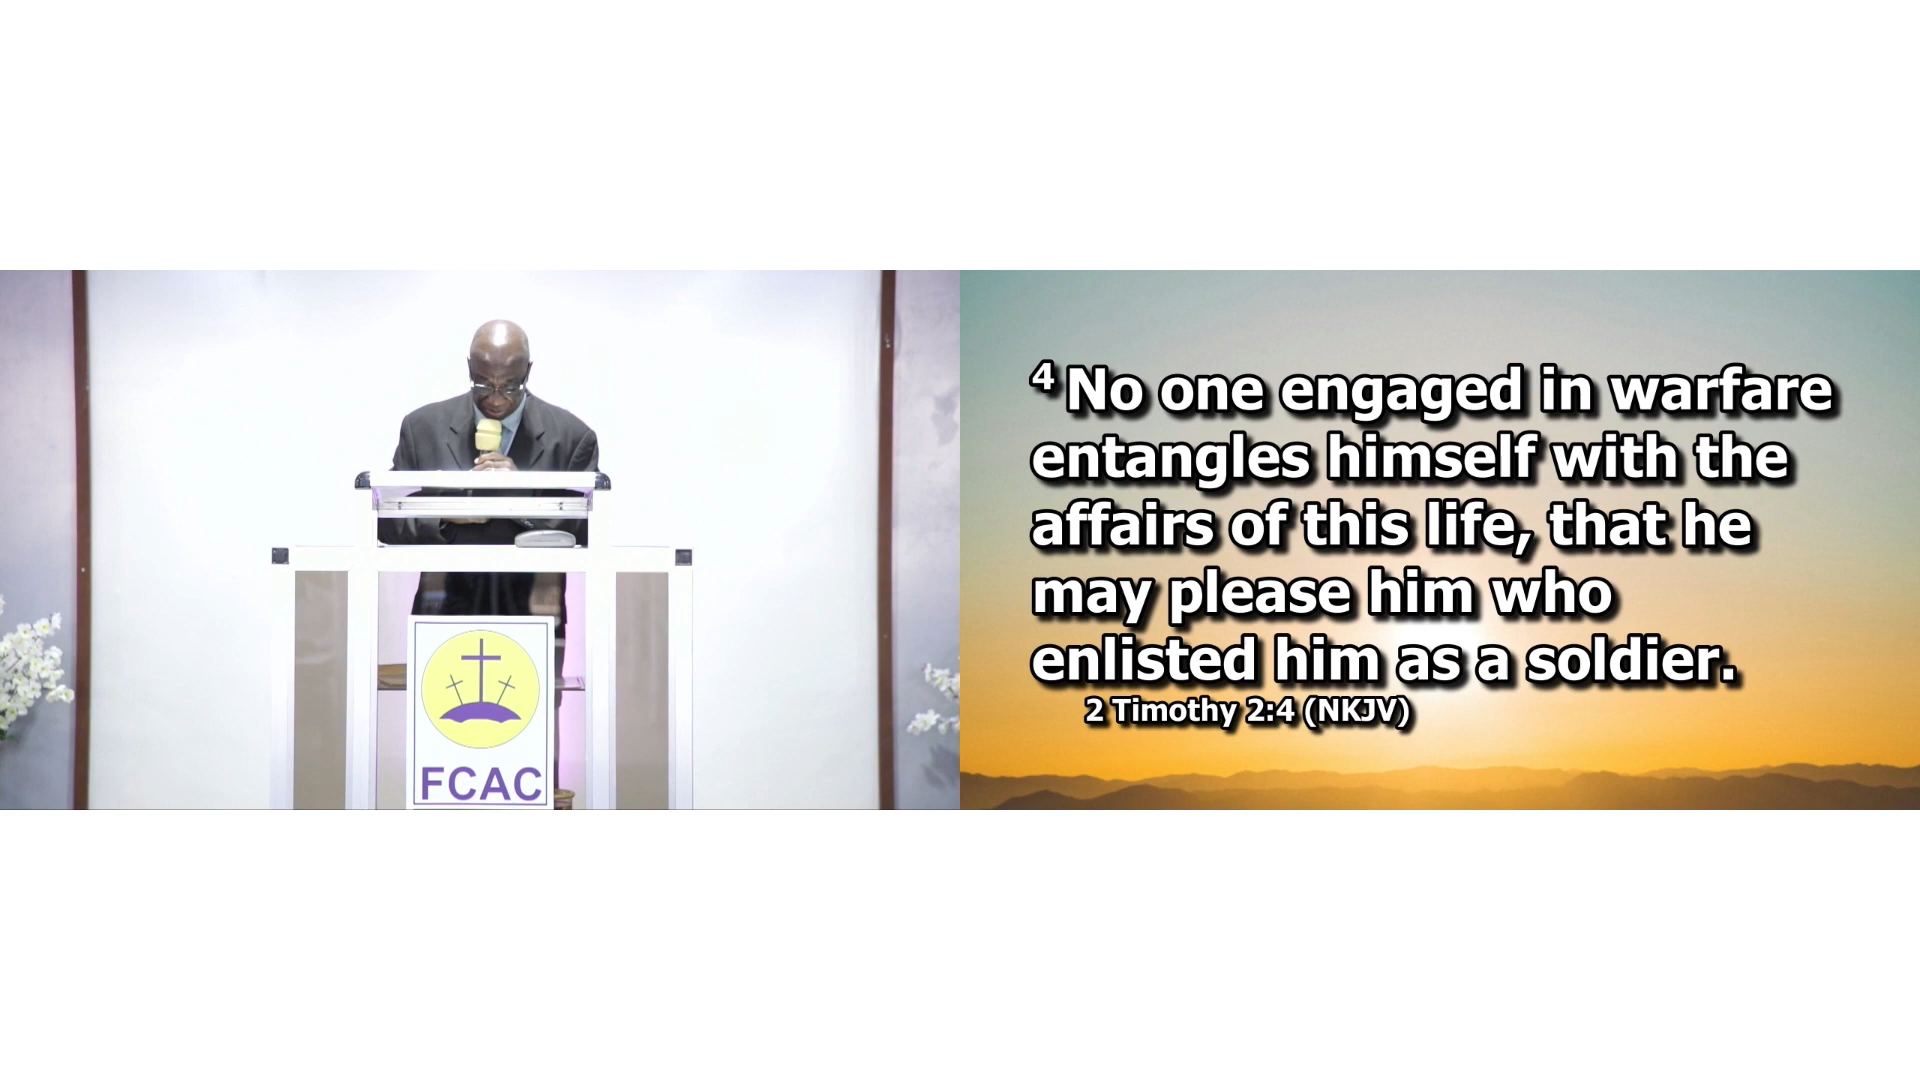 FCAC
4 No one engaged in warfare
entangles himself with the
affairs of this life, that he
may please him who
enlisted him as a soldier.
2 Timothy 2:4 (NKJV)